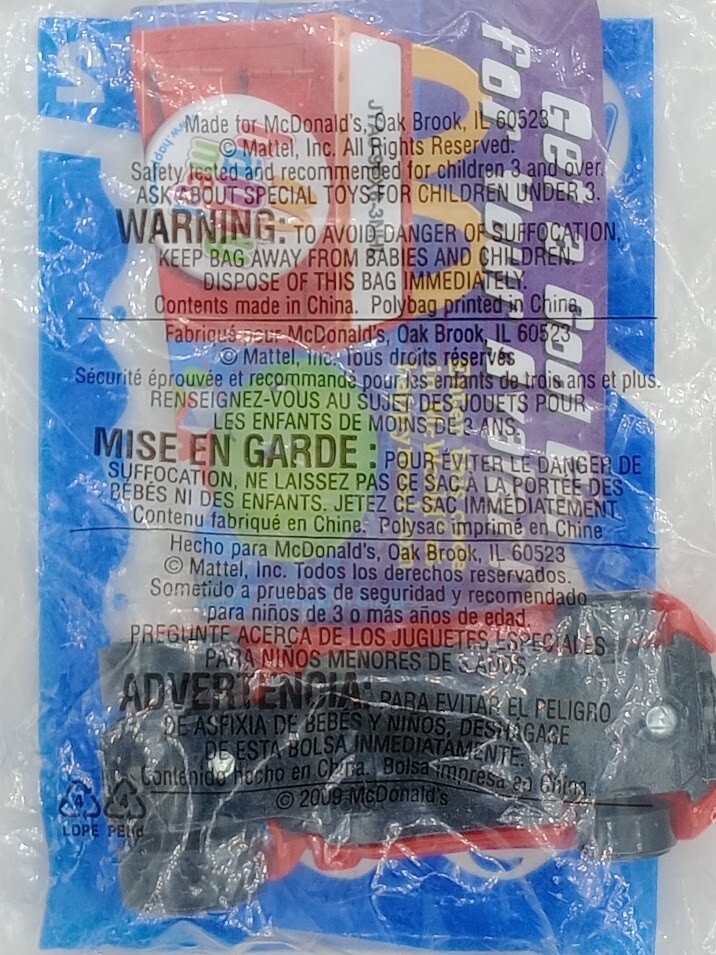 Made for McDonald's, Oak Brook, IL 60523
© Mattel, Inc. All Rights Reserved.
Safety tested and recommended for children 3 and over.
ASK ABOUT SPECIAL TOYS FOR CHILDREN UNDER 3.
WARNING: TO AVOID DANGER OF SUFFOCATION,
KEEP BAG AWAY FROM BABIES AND CHILDREN.
DISPOSE OF THIS BAG IMMEDIATELY.
Contents made in China. Polybag printed in China.
Fabriqué pour McDonald's, Oak Brook, IL 60523
© Mattel, Inc. Tous droits réservés
Sécurité éprouvée et recommandé pour les enfants de trois ans et plus.
RENSEIGNEZ-VOUS AU SUJET DES JOUETS POUR
LES ENFANTS DE MOINS DE 3 ANS.
MISE EN GARDE : POUR ÉVITER LE DANGER DE
SUFFOCATION, NE LAISSEZ PAS CE SAC À LA PORTÉE DES
BÉBÉS NI DES ENFANTS. JETEZ CE SAC IMMÉDIATEMENT.
Contenu fabriqué en Chine. Polysac imprimé en Chine
Hecho para McDonald's, Oak Brook, IL 60523
© Mattel, Inc. Todos los derechos reservados.
Sometido a pruebas de seguridad y recomendado
para niños de 3 o más años de edad.
PREGUNTE ACERCA DE LOS JUGUETES ESPECIALES
PARA NIÑOS MENORES DE 3 AÑOS.
ADVERTENCIA: PARA EVITAR EL PELIGRO
DE ASFIXIA DE BEBÉS Y NIÑOS, DESHÁGASE
DE ESTA BOLSA INMEDIATAMENTE.
Contenido hecho en China. Bolsa impresa en China.
© 2009 McDonald's
4 4
LDPE PEbd
Get a
for your